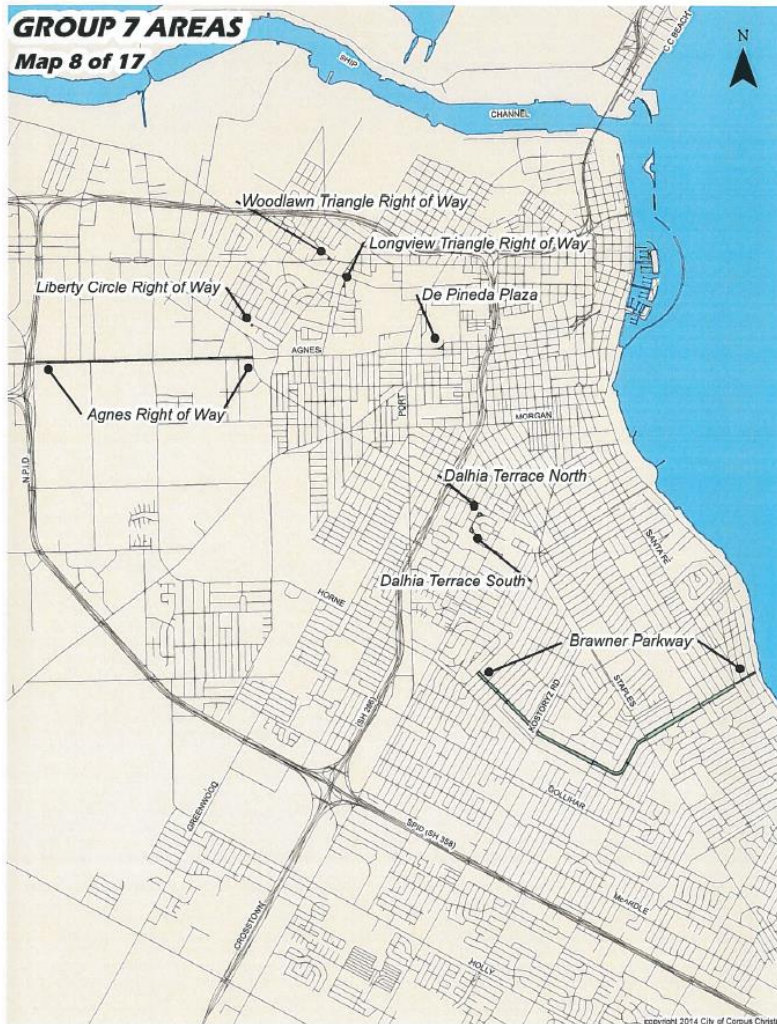 GROUP 7 AREAS
Map 8 of 17
N
C.C BEACH
SHIP
CHANNEL
Woodlawn Triangle Right of Way
Longview Triangle Right of Way
Liberty Circle Right of Way
De Pineda Plaza
AGNES
Agnes Right of Way
PORT
MORGAN
N.P.I.D
Dalhia Terrace North
SANTA FE
Dalhia Terrace South
HORNE
Brawner Parkway
KOSTORYZ RD
STAPLES
(SH 286)
GREENWOOD
GOLLIHAR
SPID (SH 358)
McARDLE
CROSSTOWN
HOLLY
copyright 2014 City of Corpus Christi